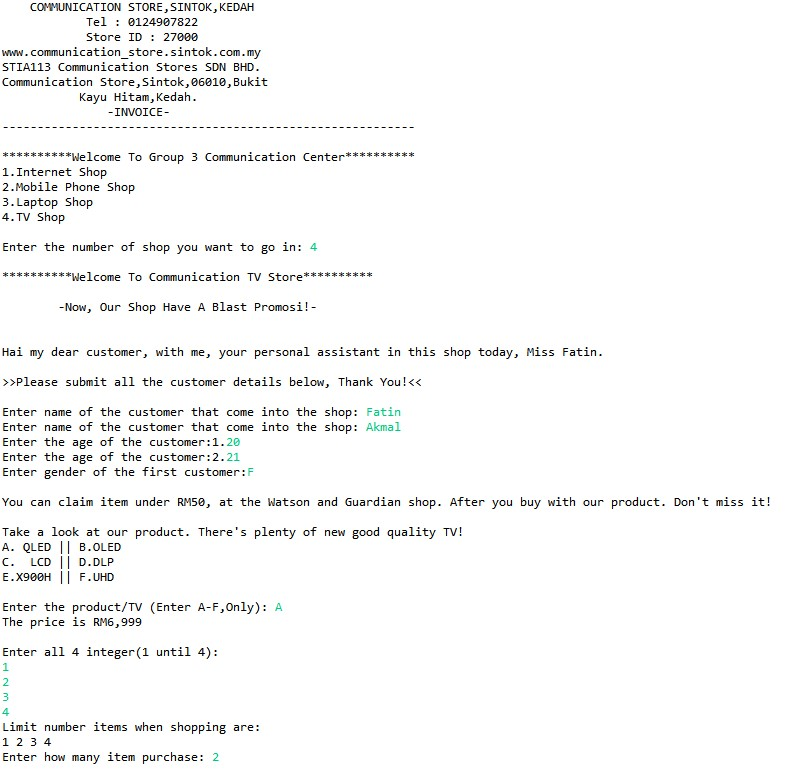 COMMUNICATION STORE,SINTOK,KEDAH
Tel : 0124907822
Store ID : 27000
www.communication_store.sintok.com.my
STIA113 Communication Stores SDN BHD.
Communication Store,Sintok,06010,Bukit
Kayu Hitam,Kedah.
-INVOICE-
-----------------------------------------------------------
**********Welcome To Group 3 Communication Center**********
1.Internet Shop
2.Mobile Phone Shop
3.Laptop Shop
4.TV Shop
Enter the number of shop you want to go in: 4
**********Welcome To Communication TV Store**********
-Now, Our Shop Have A Blast Promosi!-
Hai my dear customer, with me, your personal assistant in this shop today, Miss Fatin.
>>Please submit all the customer details below, Thank You!<<
Enter name of the customer that come into the shop: Fatin
Enter name of the customer that come into the shop: Akmal
Enter the age of the customer:1.20
Enter the age of the customer:2.21
Enter gender of the first customer:F
You can claim item under RM50, at the Watson and Guardian shop. After you buy with our product. Don't miss it!
Take a look at our product. There's plenty of new good quality TV!
A. QLED || B.OLED
C.  LCD || D.DLP
E.X900H || F.UHD
Enter the product/TV (Enter A-F,Only): A
The price is RM6,999
Enter all 4 integer(1 until 4):
1
2
3
4
Limit number items when shopping are:
1 2 3 4
Enter how many item purchase: 2